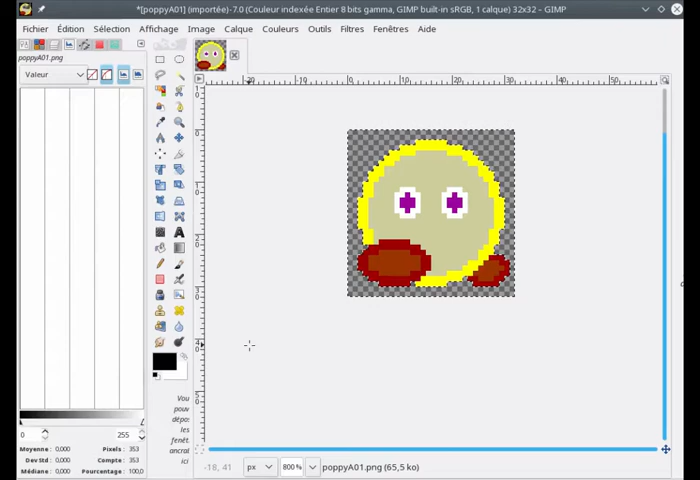 *[poppyA01] (importée)-7.0 (Couleur indexée Entier 8 bits gamma, GIMP built-in sRGB, 1 calque) 32x32 – GIMP
Fichier Édition Sélection Affichage Image Calque Couleurs Outils Filtres Fenêtres Aide
poppyA01.png
Valeur
0 255
Moyenne : 0,000 Pixels : 353
Dév Std : 0,000 Compte : 353
Médiane : 0,000 Pourcentage : 100,0
Vous
pouv
dépo:
les
fenêt.
ancral
ici
-18, 41 px 800 % poppyA01.png (65,5 ko)